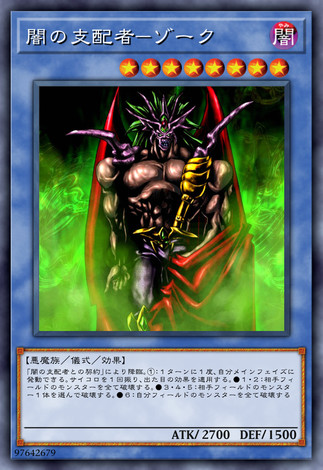 闇の支配者－ゾーク
やみ
闇
【悪魔族／儀式／効果】
「闇の支配者との契約」により降臨。①：１ターンに１度、自分メインフェイズに
発動できる。サイコロを１回振り、出た目の効果を適用する。●１・２：相手フィ
ールドのモンスターを全て破壊する。●３・４・５：相手フィールドのモンスタ
ー１体を選んで破壊する。●６：自分フィールドのモンスターを全て破壊する
ATK/ 2700 DEF/1500
97642679